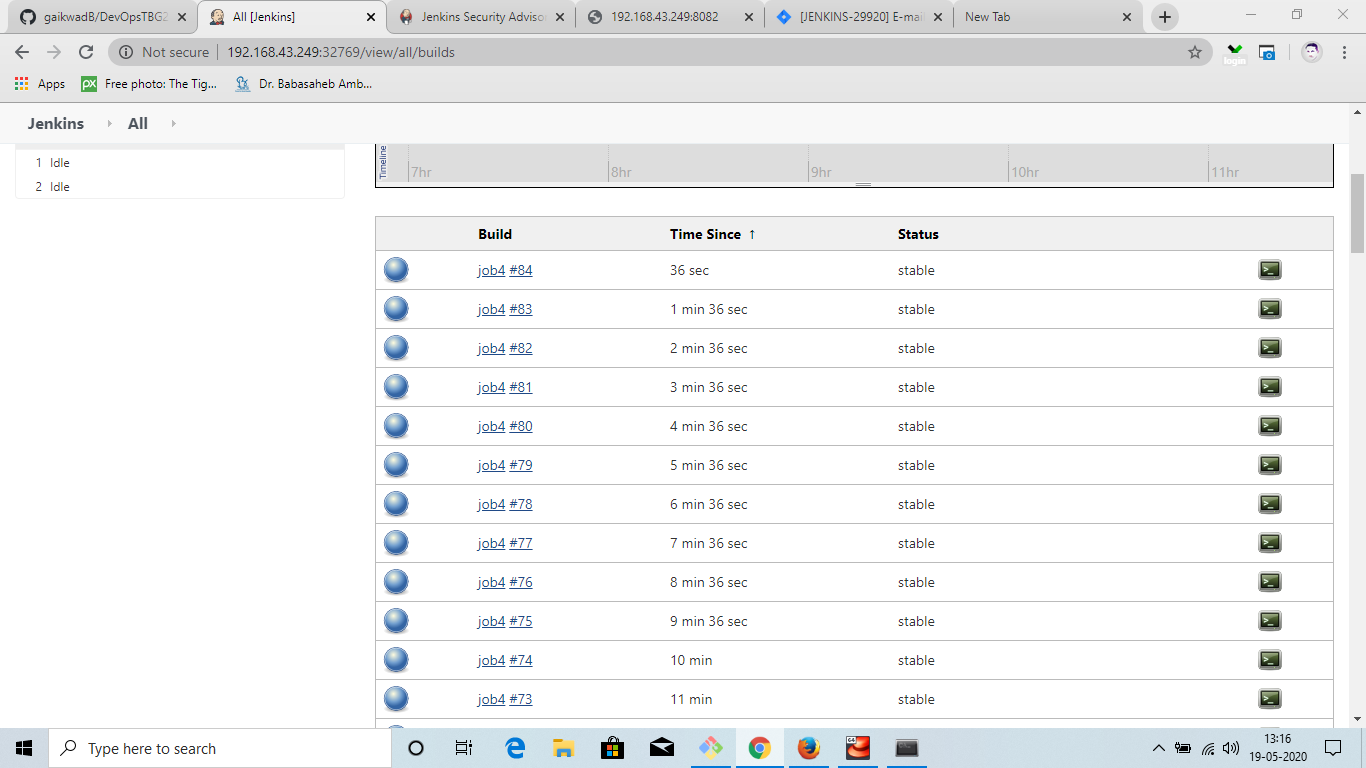 gaikwadB/DevOpsTBG2
All [Jenkins]
Jenkins Security Adviso
192.168.43.249:8082
[JENKINS-29920] E-mai
New Tab
Not secure
192.168.43.249:32769/view/all/builds
login
Apps
px
Free photo: The Tig...
Dr. Babasaheb Amb...
Jenkins
All
1 Idle
2 Idle
Timeline
7hr
8hr
9hr
10hr
11hr
Build Time Since ↑ Status
job4 #84 36 sec stable
job4 #83 1 min 36 sec stable
job4 #82 2 min 36 sec stable
job4 #81 3 min 36 sec stable
job4 #80 4 min 36 sec stable
job4 #79 5 min 36 sec stable
job4 #78 6 min 36 sec stable
job4 #77 7 min 36 sec stable
job4 #76 8 min 36 sec stable
job4 #75 9 min 36 sec stable
job4 #74 10 min stable
job4 #73 11 min stable
Type here to search
64
13:16
19-05-2020